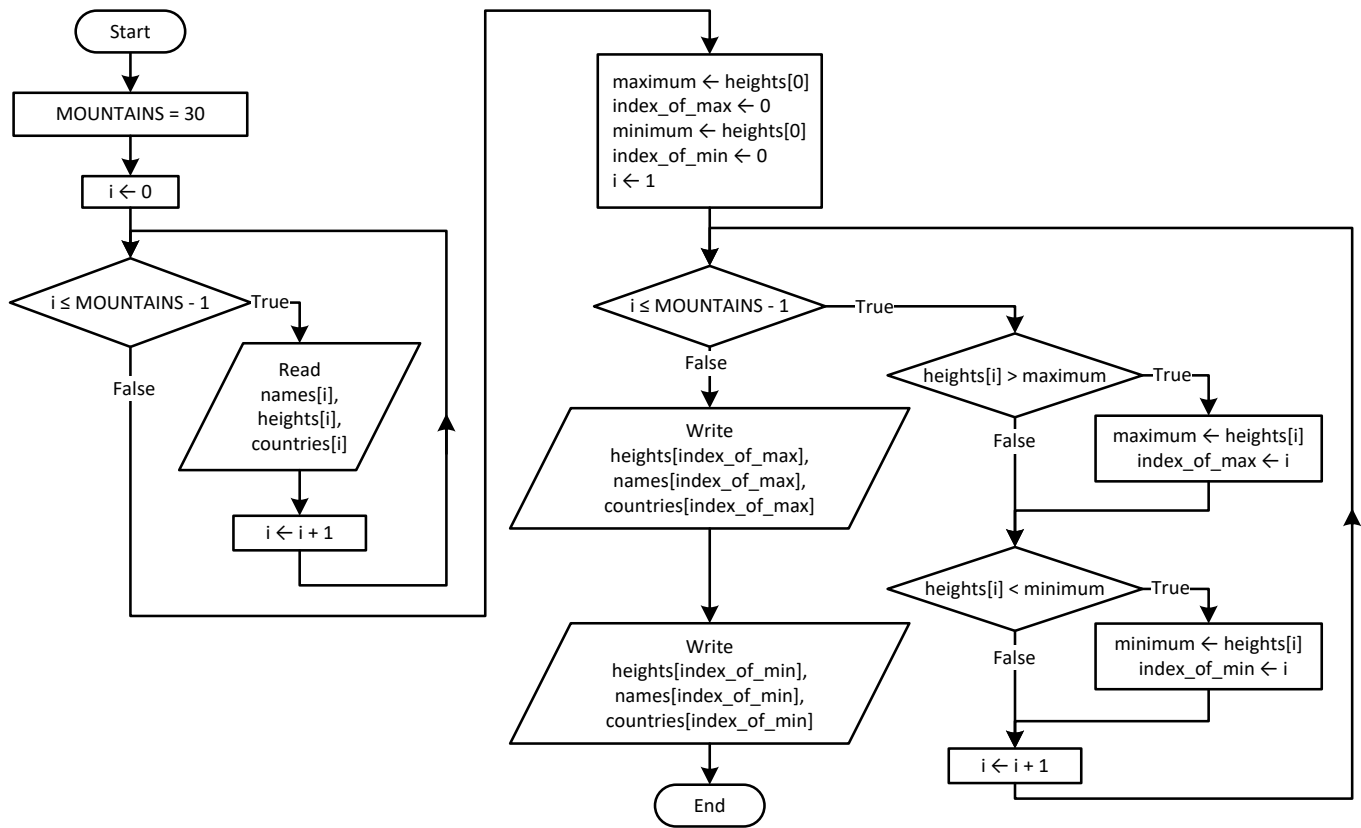 Start
MOUNTAINS = 30
i ← 0
i ≤ MOUNTAINS - 1
True
False
Read
names[i],
heights[i],
countries[i]
i ← i + 1
maximum ← heights[0]
index_of_max ← 0
minimum ← heights[0]
index_of_min ← 0
i ← 1
i ≤ MOUNTAINS - 1
True
False
heights[i] > maximum
True
False
maximum ← heights[i]
index_of_max ← i
heights[i] < minimum
True
False
minimum ← heights[i]
index_of_min ← i
i ← i + 1
Write
heights[index_of_max],
names[index_of_max],
countries[index_of_max]
Write
heights[index_of_min],
names[index_of_min],
countries[index_of_min]
End